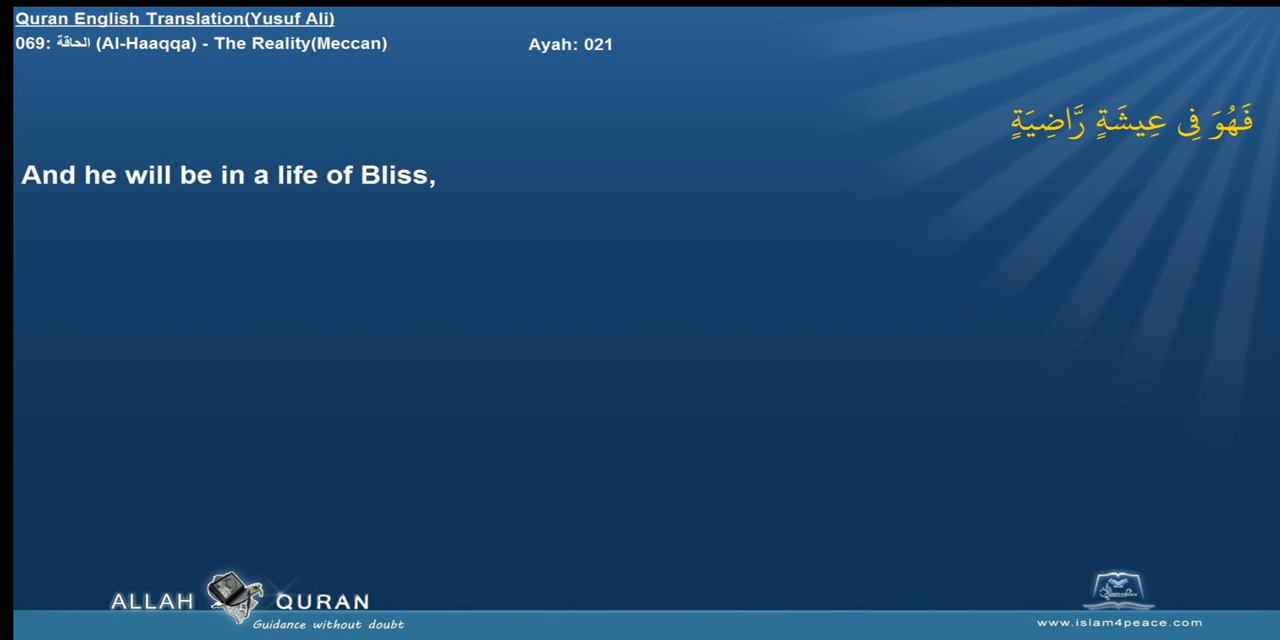 Quran English Translation(Yusuf Ali)
069: الحاقة (Al-Haaqqa) - The Reality(Meccan) Ayah: 021
فَهُوَ فِى عِيشَةٍ رَّاضِيَةٍ
And he will be in a life of Bliss,
ALLAH QURAN
Guidance without doubt
www.islam4peace.com